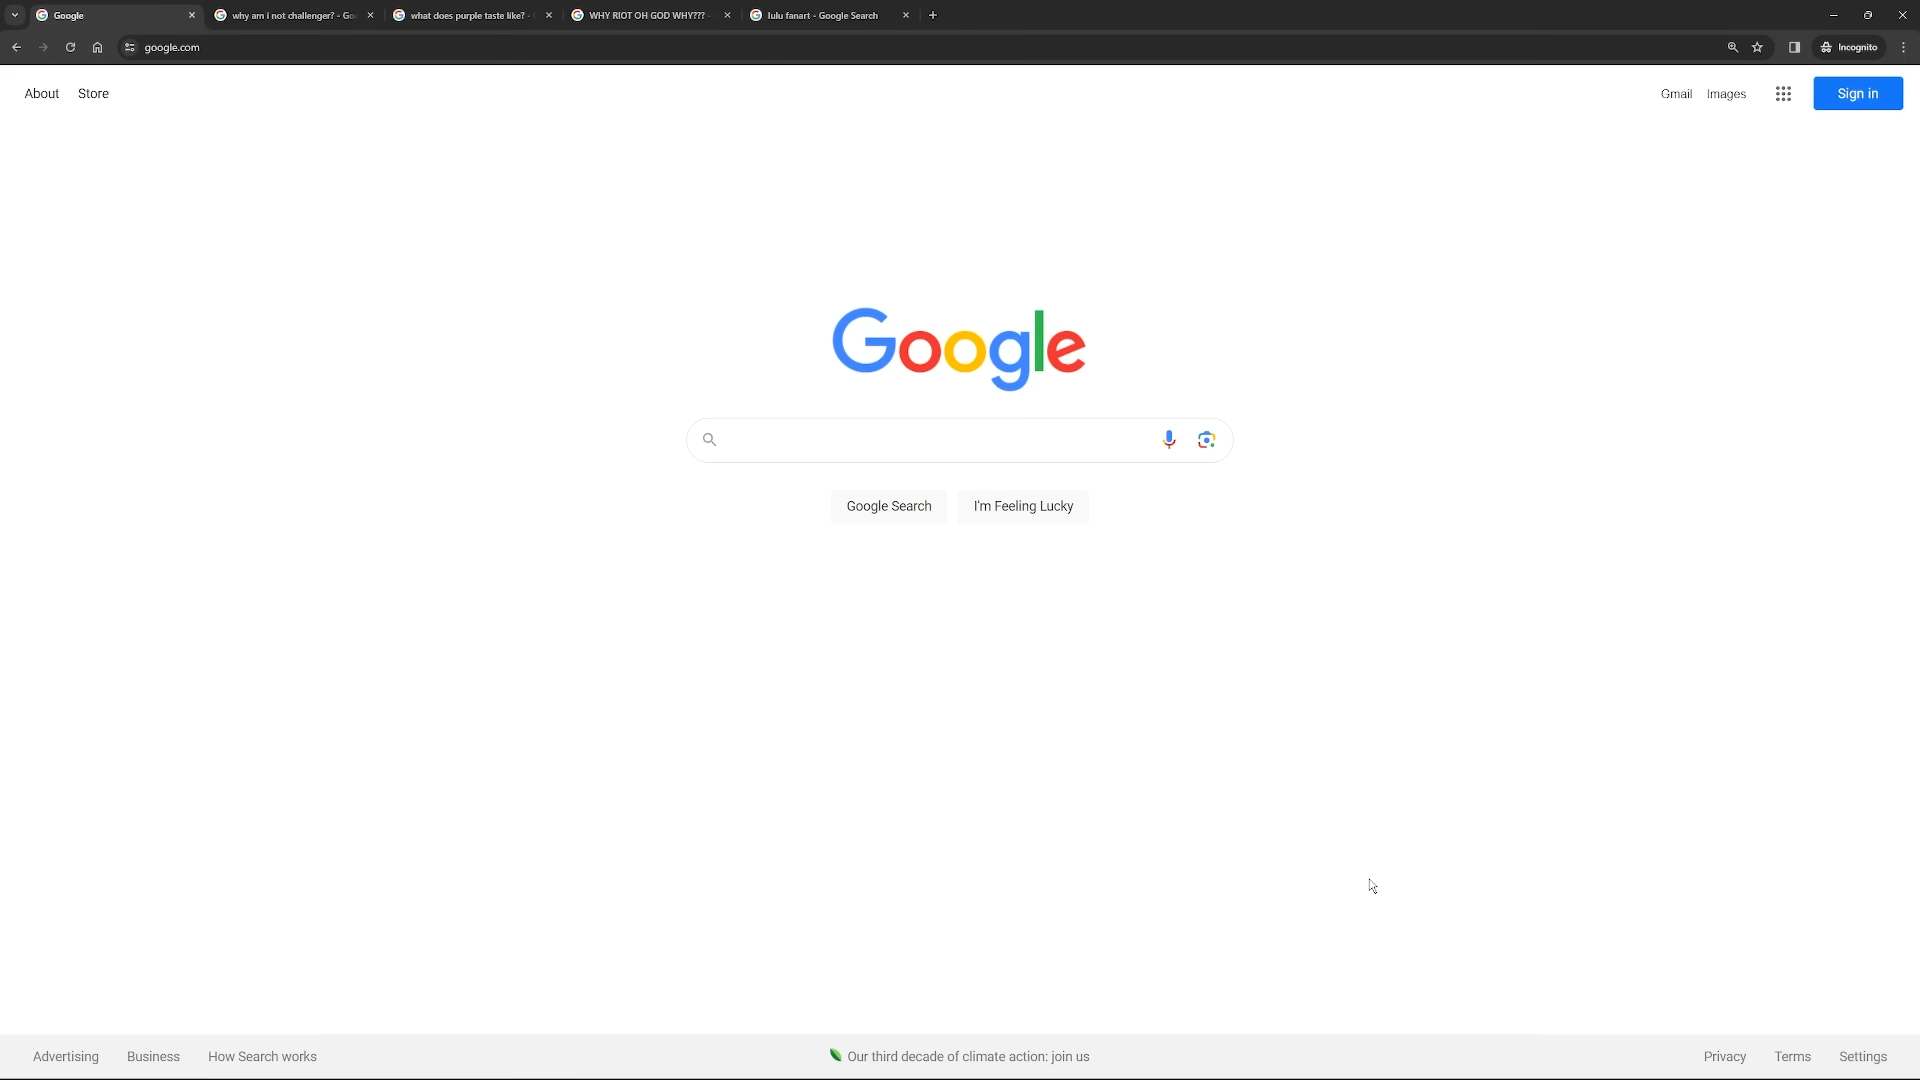 Google
why am i not challenger? - Go
what does purple taste like? -
WHY RIOT OH GOD WHY??? -
lulu fanart - Google Search
google.com
Incognito
About
Store
Gmail
Images
Sign in
Google
Google Search
I'm Feeling Lucky
Advertising
Business
How Search works
Our third decade of climate action: join us
Privacy
Terms
Settings